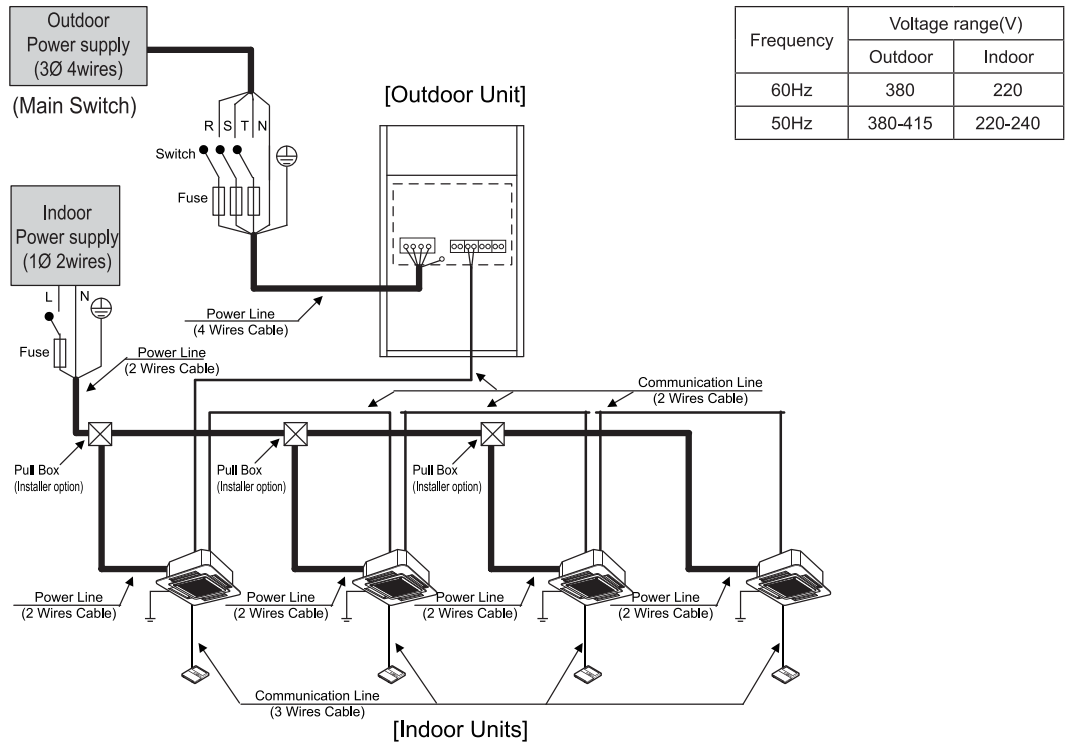 Outdoor
Power supply
(3Ø 4wires)
(Main Switch)
R S T N
Switch
Fuse
[Outdoor Unit]
Frequency
Voltage range(V)
Outdoor Indoor
60Hz 380 220
50Hz 380-415 220-240
Indoor
Power supply
(1Ø 2wires)
L N
Fuse
Power Line
(2 Wires Cable)
Power Line
(4 Wires Cable)
Communication Line
(2 Wires Cable)
Pull Box
(Installer option)
Pull Box
(Installer option)
Pull Box
(Installer option)
Power Line
(2 Wires Cable)
Power Line
(2 Wires Cable)
Power Line
(2 Wires Cable)
Power Line
(2 Wires Cable)
Communication Line
(3 Wires Cable)
[Indoor Units]